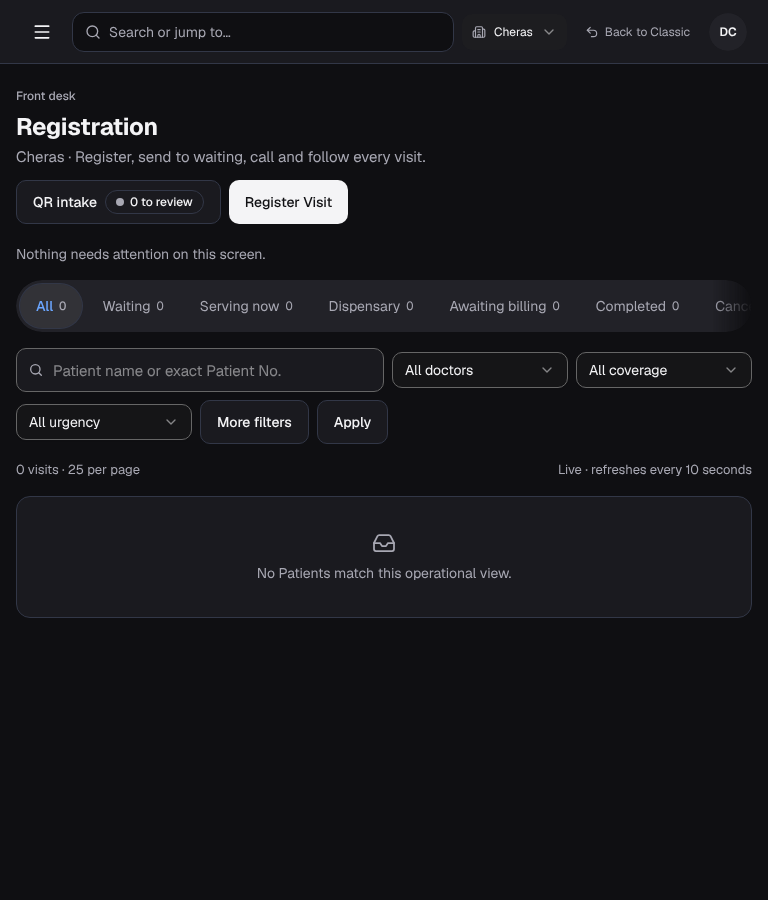 Search or jump to...
Cheras
Back to Classic
DC
Front desk
Registration
Cheras · Register, send to waiting, call and follow every visit.
QR intake
0 to review
Register Visit
Nothing needs attention on this screen.
All 0
Waiting 0
Serving now 0
Dispensary 0
Awaiting billing 0
Completed 0
Canc
Patient name or exact Patient No.
All doctors
All coverage
All urgency
More filters
Apply
0 visits · 25 per page
Live · refreshes every 10 seconds
No Patients match this operational view.